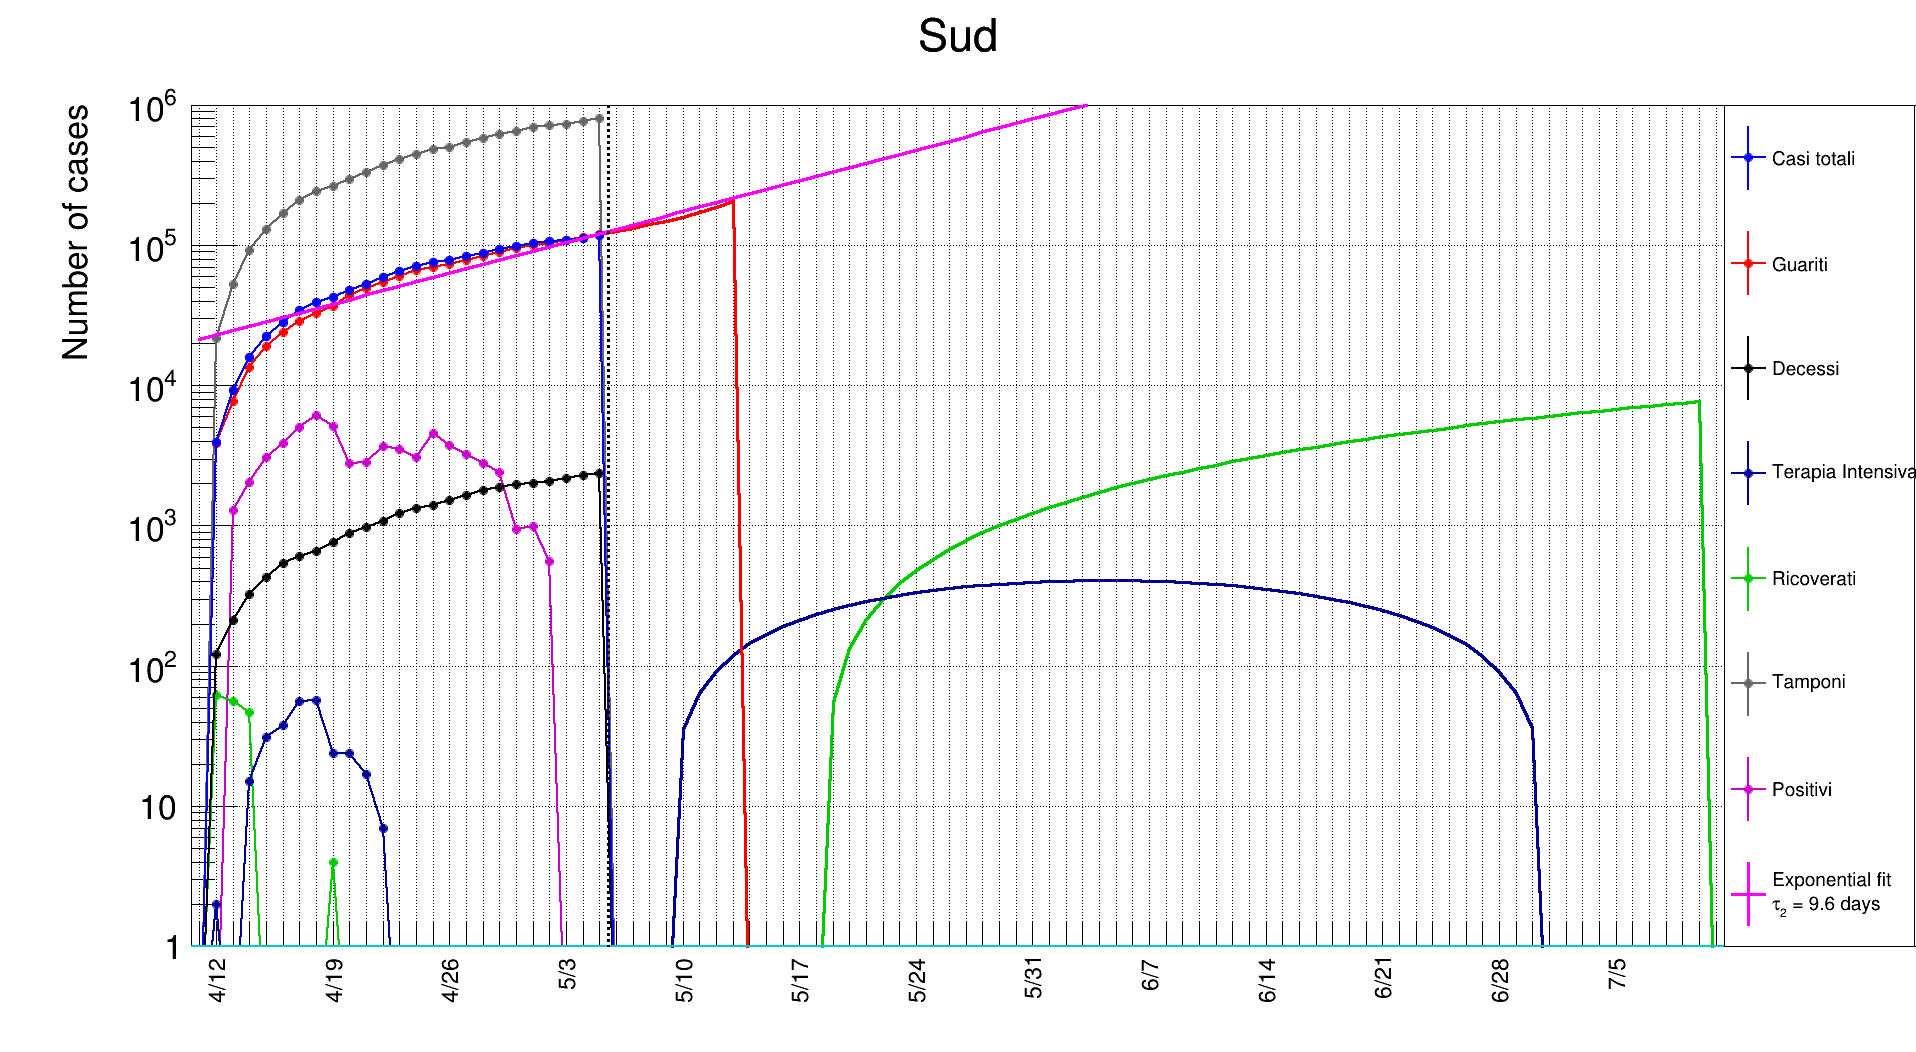 Sud
Number of cases
10^6
10^5
10^4
10^3
10^2
10
1
4/12
4/19
4/26
5/3
5/10
5/17
5/24
5/31
6/7
6/14
6/21
6/28
7/5
Casi totali
Guariti
Decessi
Terapia Intensiva
Ricoverati
Tamponi
Positivi
Exponential fit
τ_2 = 9.6 days